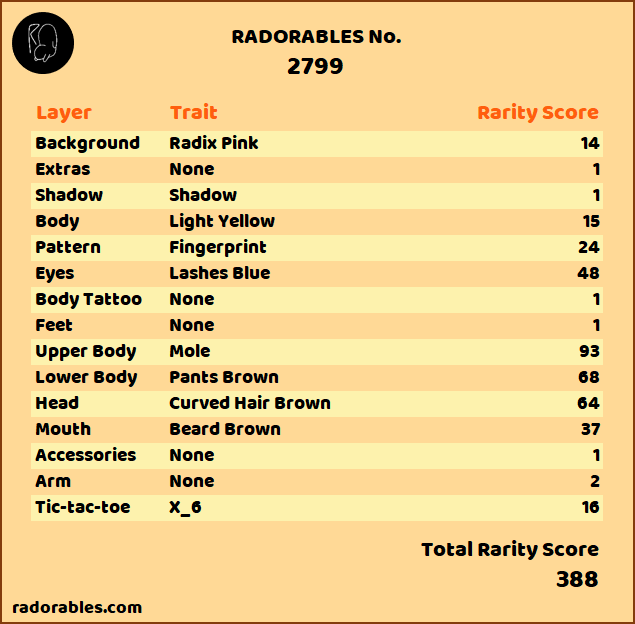 RADORABLES No.
2799
Layer Trait Rarity Score
Background Radix Pink 14
Extras None 1
Shadow Shadow 1
Body Light Yellow 15
Pattern Fingerprint 24
Eyes Lashes Blue 48
Body Tattoo None 1
Feet None 1
Upper Body Mole 93
Lower Body Pants Brown 68
Head Curved Hair Brown 64
Mouth Beard Brown 37
Accessories None 1
Arm None 2
Tic-tac-toe X_6 16
Total Rarity Score
388
radorables.com